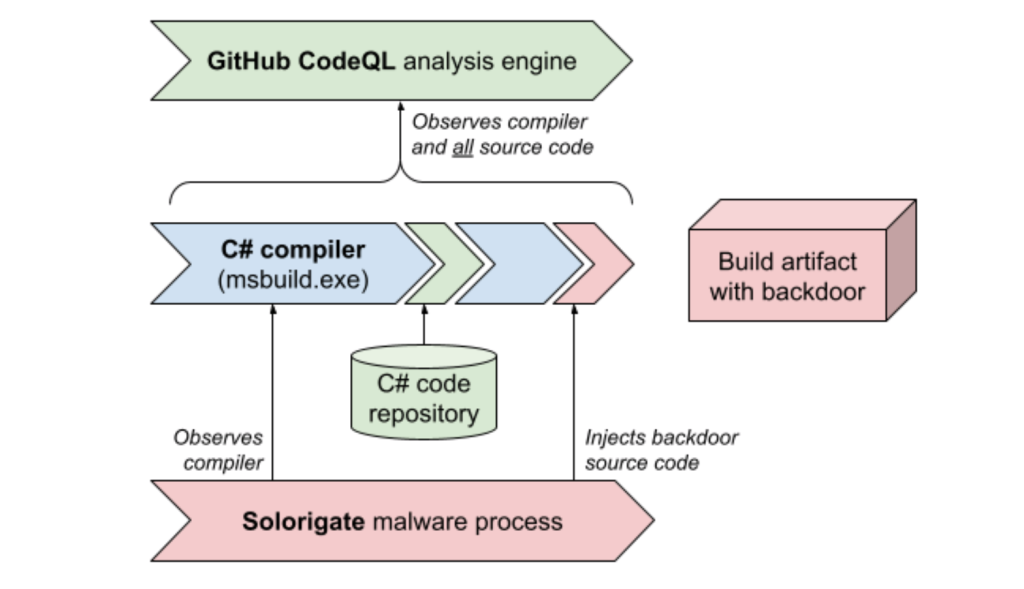 GitHub CodeQL analysis engine
Observes compiler
and all source code
C# compiler
(msbuild.exe)
Build artifact
with backdoor
C# code
repository
Observes
compiler
Injects backdoor
source code
Solorigate malware process